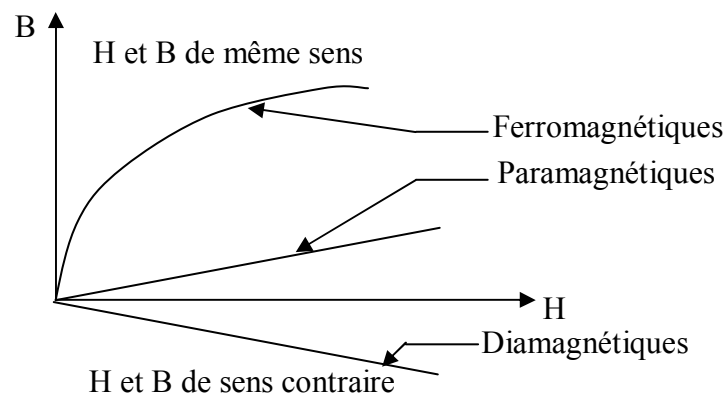 B
H et B de même sens
Ferromagnétiques
Paramagnétiques
H
Diamagnétiques
H et B de sens contraire